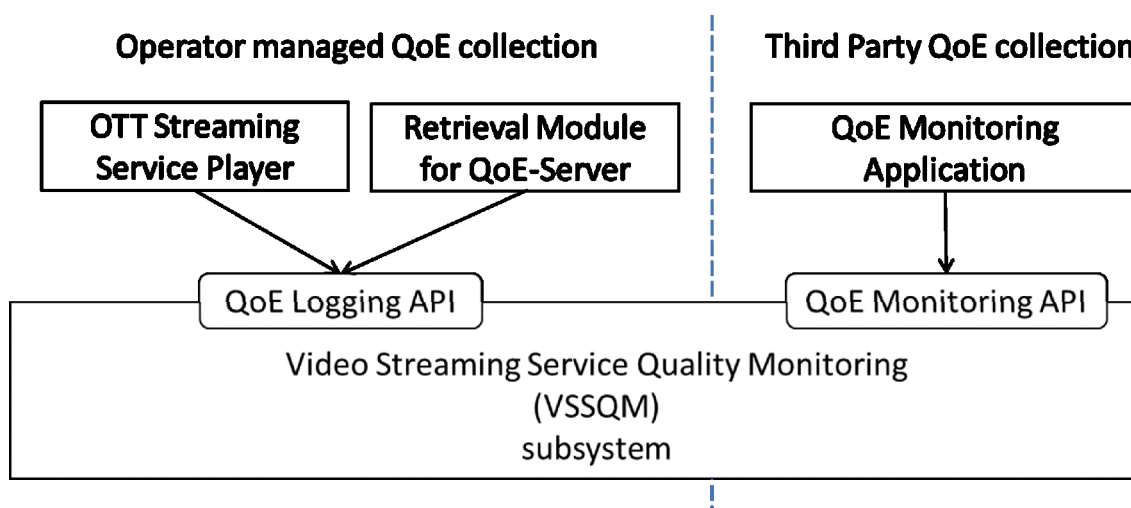 Operator managed QoE collection
Third Party QoE collection
OTT Streaming
Service Player
Retrieval Module
for QoE-Server
QoE Monitoring
Application
QoE Logging API
QoE Monitoring API
Video Streaming Service Quality Monitoring
(VSSQM)
subsystem